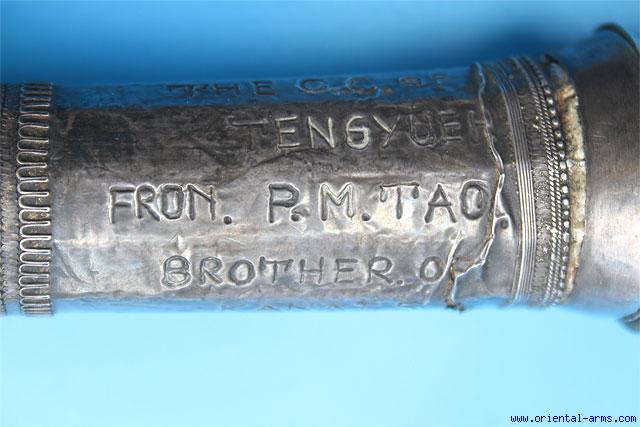 THE O.C. OF
TENGYUEH
FRON. P.M. TAO.
BROTHER. O
www.oriental-arms.com